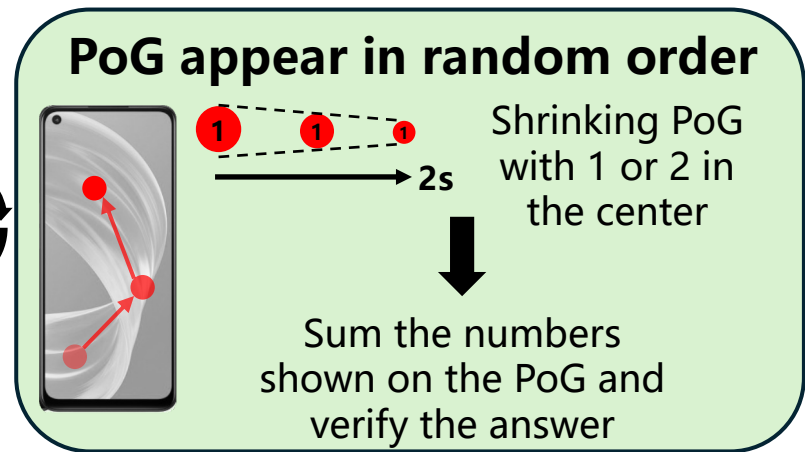 PoG appear in random order
1 1 1
2s
Shrinking PoG
with 1 or 2 in
the center
Sum the numbers
shown on the PoG and
verify the answer